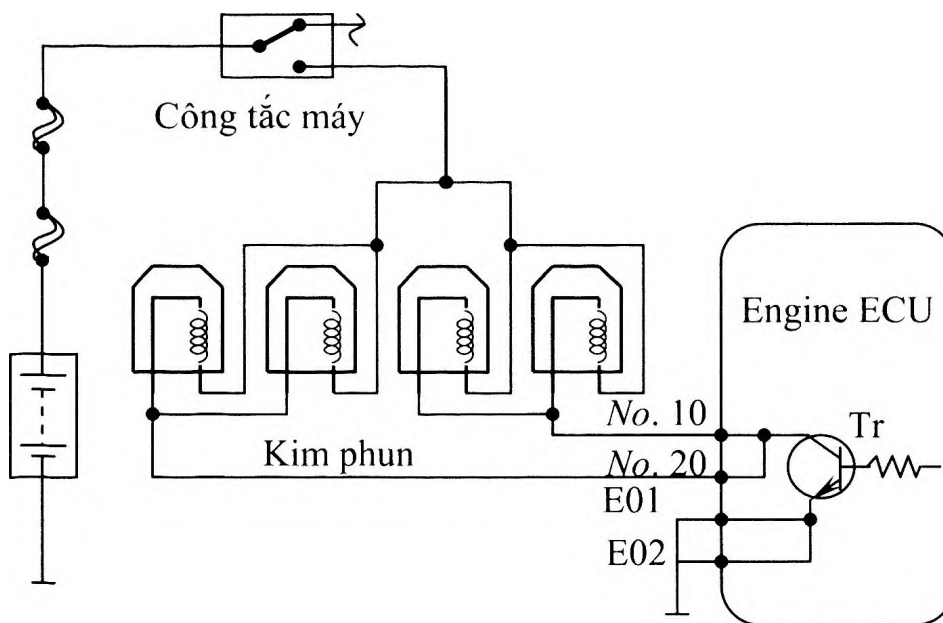 Công tắc máy
Engine ECU
No. 10
Tr
Kim phun
No. 20
E01
E02